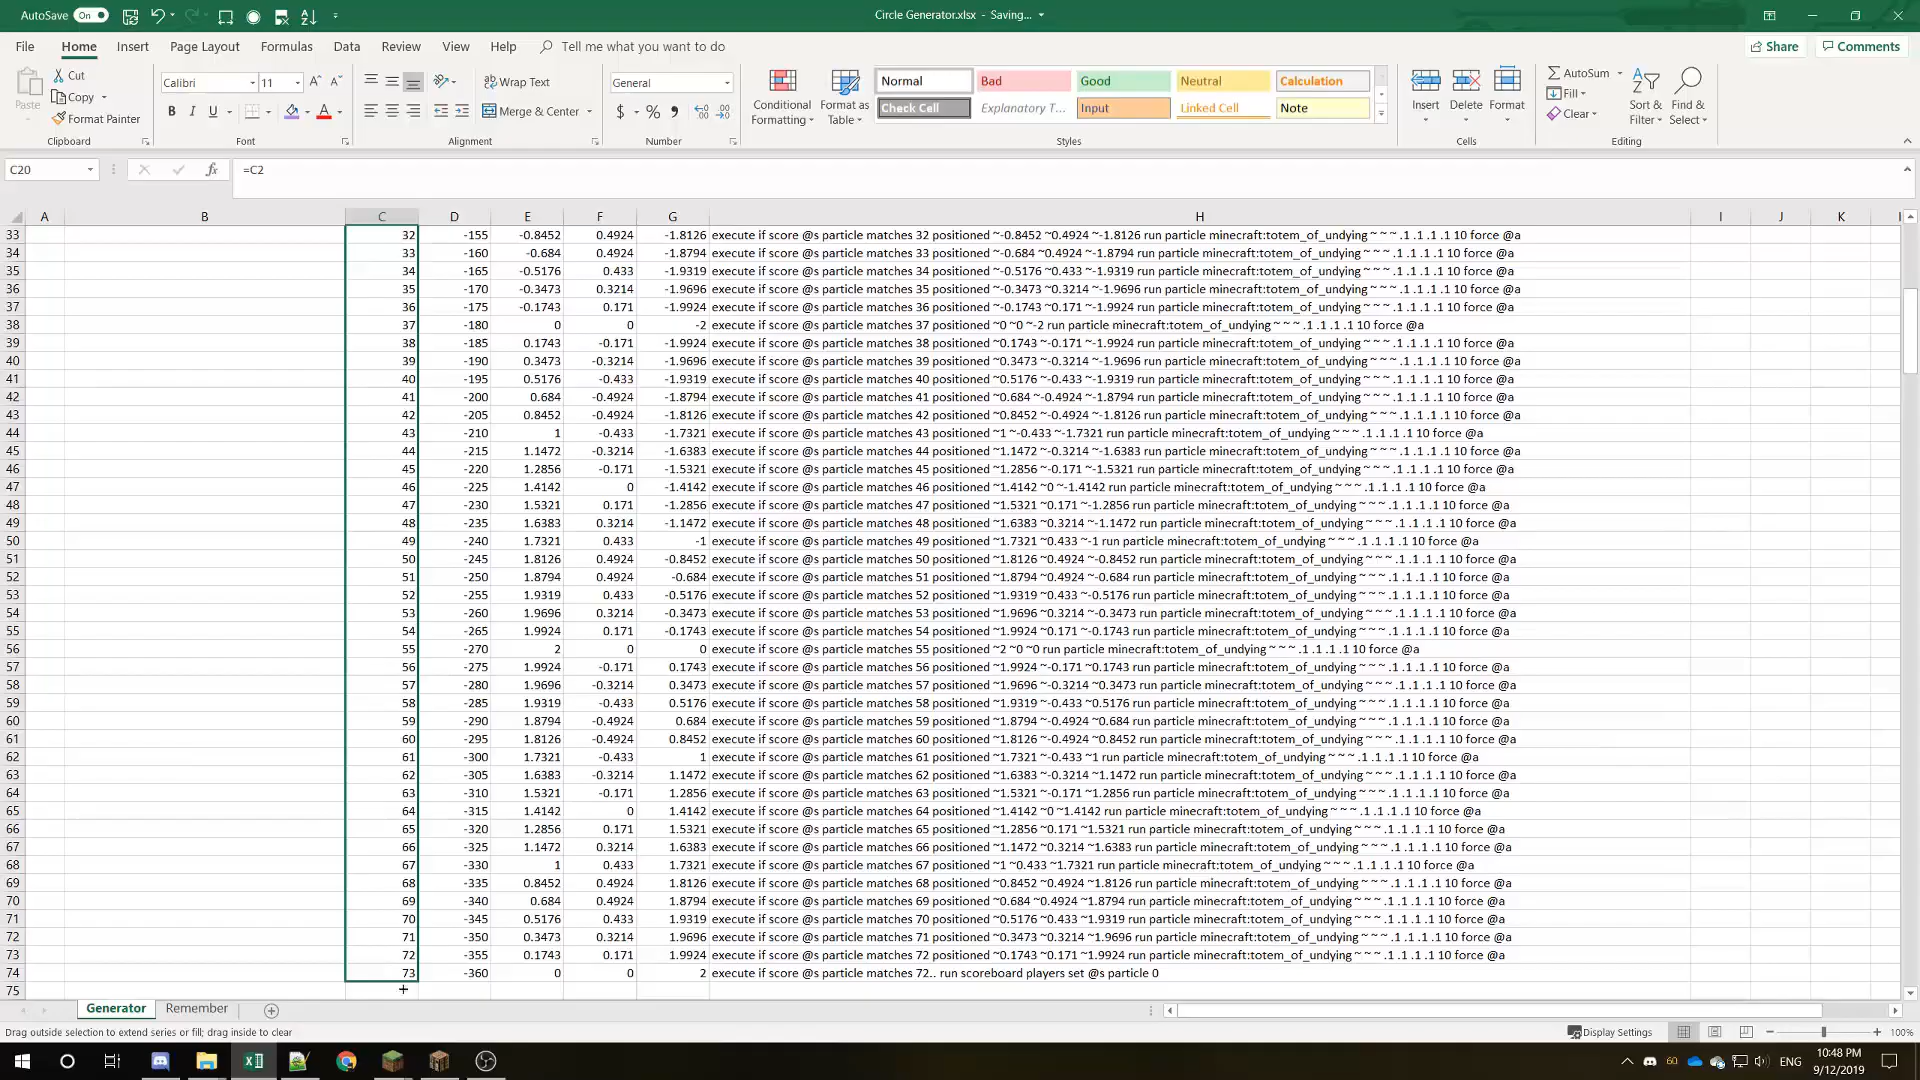 AutoSave On
Circle Generator.xlsx - Saving...
File Home Insert Page Layout Formulas Data Review View Help Tell me what you want to do
Share Comments
Paste
Cut
Copy
Format Painter
Clipboard
Calibri 11
B I U
Font
Wrap Text
Merge & Center
Alignment
General
$ % ,
Number
Conditional Formatting
Format as Table
Normal Bad Good Neutral Calculation
Check Cell Explanatory T... Input Linked Cell Note
Styles
Insert Delete Format
Cells
AutoSum
Fill
Clear
Sort & Filter
Find & Select
Editing
C20 fx =C2
A B C D E F G H I J K
33 32 -155 -0.8452 0.4924 -1.8126 execute if score @s particle matches 32 positioned ~-0.8452 ~0.4924 ~-1.8126 run particle minecraft:totem_of_undying ~ ~ ~ .1 .1 .1 .1 10 force @a
34 33 -160 -0.684 0.4924 -1.8794 execute if score @s particle matches 33 positioned ~-0.684 ~0.4924 ~-1.8794 run particle minecraft:totem_of_undying ~ ~ ~ .1 .1 .1 .1 10 force @a
35 34 -165 -0.5176 0.433 -1.9319 execute if score @s particle matches 34 positioned ~-0.5176 ~0.433 ~-1.9319 run particle minecraft:totem_of_undying ~ ~ ~ .1 .1 .1 .1 10 force @a
36 35 -170 -0.3473 0.3214 -1.9696 execute if score @s particle matches 35 positioned ~-0.3473 ~0.3214 ~-1.9696 run particle minecraft:totem_of_undying ~ ~ ~ .1 .1 .1 .1 10 force @a
37 36 -175 -0.1743 0.171 -1.9924 execute if score @s particle matches 36 positioned ~-0.1743 ~0.171 ~-1.9924 run particle minecraft:totem_of_undying ~ ~ ~ .1 .1 .1 .1 10 force @a
38 37 -180 0 0 -2 execute if score @s particle matches 37 positioned ~0 ~0 ~-2 run particle minecraft:totem_of_undying ~ ~ ~ .1 .1 .1 .1 10 force @a
39 38 -185 0.1743 -0.171 -1.9924 execute if score @s particle matches 38 positioned ~0.1743 ~-0.171 ~-1.9924 run particle minecraft:totem_of_undying ~ ~ ~ .1 .1 .1 .1 10 force @a
40 39 -190 0.3473 -0.3214 -1.9696 execute if score @s particle matches 39 positioned ~0.3473 ~-0.3214 ~-1.9696 run particle minecraft:totem_of_undying ~ ~ ~ .1 .1 .1 .1 10 force @a
41 40 -195 0.5176 -0.433 -1.9319 execute if score @s particle matches 40 positioned ~0.5176 ~-0.433 ~-1.9319 run particle minecraft:totem_of_undying ~ ~ ~ .1 .1 .1 .1 10 force @a
42 41 -200 0.684 -0.4924 -1.8794 execute if score @s particle matches 41 positioned ~0.684 ~-0.4924 ~-1.8794 run particle minecraft:totem_of_undying ~ ~ ~ .1 .1 .1 .1 10 force @a
43 42 -205 0.8452 -0.4924 -1.8126 execute if score @s particle matches 42 positioned ~0.8452 ~-0.4924 ~-1.8126 run particle minecraft:totem_of_undying ~ ~ ~ .1 .1 .1 .1 10 force @a
44 43 -210 1 -0.433 -1.7321 execute if score @s particle matches 43 positioned ~1 ~-0.433 ~-1.7321 run particle minecraft:totem_of_undying ~ ~ ~ .1 .1 .1 .1 10 force @a
45 44 -215 1.1472 -0.3214 -1.6383 execute if score @s particle matches 44 positioned ~1.1472 ~-0.3214 ~-1.6383 run particle minecraft:totem_of_undying ~ ~ ~ .1 .1 .1 .1 10 force @a
46 45 -220 1.2856 -0.171 -1.5321 execute if score @s particle matches 45 positioned ~1.2856 ~-0.171 ~-1.5321 run particle minecraft:totem_of_undying ~ ~ ~ .1 .1 .1 .1 10 force @a
47 46 -225 1.4142 0 -1.4142 execute if score @s particle matches 46 positioned ~1.4142 ~0 ~-1.4142 run particle minecraft:totem_of_undying ~ ~ ~ .1 .1 .1 .1 10 force @a
48 47 -230 1.5321 0.171 -1.2856 execute if score @s particle matches 47 positioned ~1.5321 ~0.171 ~-1.2856 run particle minecraft:totem_of_undying ~ ~ ~ .1 .1 .1 .1 10 force @a
49 48 -235 1.6383 0.3214 -1.1472 execute if score @s particle matches 48 positioned ~1.6383 ~0.3214 ~-1.1472 run particle minecraft:totem_of_undying ~ ~ ~ .1 .1 .1 .1 10 force @a
50 49 -240 1.7321 0.433 -1 execute if score @s particle matches 49 positioned ~1.7321 ~0.433 ~-1 run particle minecraft:totem_of_undying ~ ~ ~ .1 .1 .1 .1 10 force @a
51 50 -245 1.8126 0.4924 -0.8452 execute if score @s particle matches 50 positioned ~1.8126 ~0.4924 ~-0.8452 run particle minecraft:totem_of_undying ~ ~ ~ .1 .1 .1 .1 10 force @a
52 51 -250 1.8794 0.4924 -0.684 execute if score @s particle matches 51 positioned ~1.8794 ~0.4924 ~-0.684 run particle minecraft:totem_of_undying ~ ~ ~ .1 .1 .1 .1 10 force @a
53 52 -255 1.9319 0.433 -0.5176 execute if score @s particle matches 52 positioned ~1.9319 ~0.433 ~-0.5176 run particle minecraft:totem_of_undying ~ ~ ~ .1 .1 .1 .1 10 force @a
54 53 -260 1.9696 0.3214 -0.3473 execute if score @s particle matches 53 positioned ~1.9696 ~0.3214 ~-0.3473 run particle minecraft:totem_of_undying ~ ~ ~ .1 .1 .1 .1 10 force @a
55 54 -265 1.9924 0.171 -0.1743 execute if score @s particle matches 54 positioned ~1.9924 ~0.171 ~-0.1743 run particle minecraft:totem_of_undying ~ ~ ~ .1 .1 .1 .1 10 force @a
56 55 -270 2 0 0 execute if score @s particle matches 55 positioned ~2 ~0 ~0 run particle minecraft:totem_of_undying ~ ~ ~ .1 .1 .1 .1 10 force @a
57 56 -275 1.9924 -0.171 0.1743 execute if score @s particle matches 56 positioned ~1.9924 ~-0.171 ~0.1743 run particle minecraft:totem_of_undying ~ ~ ~ .1 .1 .1 .1 10 force @a
58 57 -280 1.9696 -0.3214 0.3473 execute if score @s particle matches 57 positioned ~1.9696 ~-0.3214 ~0.3473 run particle minecraft:totem_of_undying ~ ~ ~ .1 .1 .1 .1 10 force @a
59 58 -285 1.9319 -0.433 0.5176 execute if score @s particle matches 58 positioned ~1.9319 ~-0.433 ~0.5176 run particle minecraft:totem_of_undying ~ ~ ~ .1 .1 .1 .1 10 force @a
60 59 -290 1.8794 -0.4924 0.684 execute if score @s particle matches 59 positioned ~1.8794 ~-0.4924 ~0.684 run particle minecraft:totem_of_undying ~ ~ ~ .1 .1 .1 .1 10 force @a
61 60 -295 1.8126 -0.4924 0.8452 execute if score @s particle matches 60 positioned ~1.8126 ~-0.4924 ~0.8452 run particle minecraft:totem_of_undying ~ ~ ~ .1 .1 .1 .1 10 force @a
62 61 -300 1.7321 -0.433 1 execute if score @s particle matches 61 positioned ~1.7321 ~-0.433 ~1 run particle minecraft:totem_of_undying ~ ~ ~ .1 .1 .1 .1 10 force @a
63 62 -305 1.6383 -0.3214 1.1472 execute if score @s particle matches 62 positioned ~1.6383 ~-0.3214 ~1.1472 run particle minecraft:totem_of_undying ~ ~ ~ .1 .1 .1 .1 10 force @a
64 63 -310 1.5321 -0.171 1.2856 execute if score @s particle matches 63 positioned ~1.5321 ~-0.171 ~1.2856 run particle minecraft:totem_of_undying ~ ~ ~ .1 .1 .1 .1 10 force @a
65 64 -315 1.4142 0 1.4142 execute if score @s particle matches 64 positioned ~1.4142 ~0 ~1.4142 run particle minecraft:totem_of_undying ~ ~ ~ .1 .1 .1 .1 10 force @a
66 65 -320 1.2856 0.171 1.5321 execute if score @s particle matches 65 positioned ~1.2856 ~0.171 ~1.5321 run particle minecraft:totem_of_undying ~ ~ ~ .1 .1 .1 .1 10 force @a
67 66 -325 1.1472 0.3214 1.6383 execute if score @s particle matches 66 positioned ~1.1472 ~0.3214 ~1.6383 run particle minecraft:totem_of_undying ~ ~ ~ .1 .1 .1 .1 10 force @a
68 67 -330 1 0.433 1.7321 execute if score @s particle matches 67 positioned ~1 ~0.433 ~1.7321 run particle minecraft:totem_of_undying ~ ~ ~ .1 .1 .1 .1 10 force @a
69 68 -335 0.8452 0.4924 1.8126 execute if score @s particle matches 68 positioned ~0.8452 ~0.4924 ~1.8126 run particle minecraft:totem_of_undying ~ ~ ~ .1 .1 .1 .1 10 force @a
70 69 -340 0.684 0.4924 1.8794 execute if score @s particle matches 69 positioned ~0.684 ~0.4924 ~1.8794 run particle minecraft:totem_of_undying ~ ~ ~ .1 .1 .1 .1 10 force @a
71 70 -345 0.5176 0.433 1.9319 execute if score @s particle matches 70 positioned ~0.5176 ~0.433 ~1.9319 run particle minecraft:totem_of_undying ~ ~ ~ .1 .1 .1 .1 10 force @a
72 71 -350 0.3473 0.3214 1.9696 execute if score @s particle matches 71 positioned ~0.3473 ~0.3214 ~1.9696 run particle minecraft:totem_of_undying ~ ~ ~ .1 .1 .1 .1 10 force @a
73 72 -355 0.1743 0.171 1.9924 execute if score @s particle matches 72 positioned ~0.1743 ~0.171 ~1.9924 run particle minecraft:totem_of_undying ~ ~ ~ .1 .1 .1 .1 10 force @a
74 73 -360 0 0 2 execute if score @s particle matches 72.. run scoreboard players set @s particle 0
75
Generator Remember
Drag outside selection to extend series or fill; drag inside to clear
Display Settings
100%
60
ENG
10:48 PM
9/12/2019